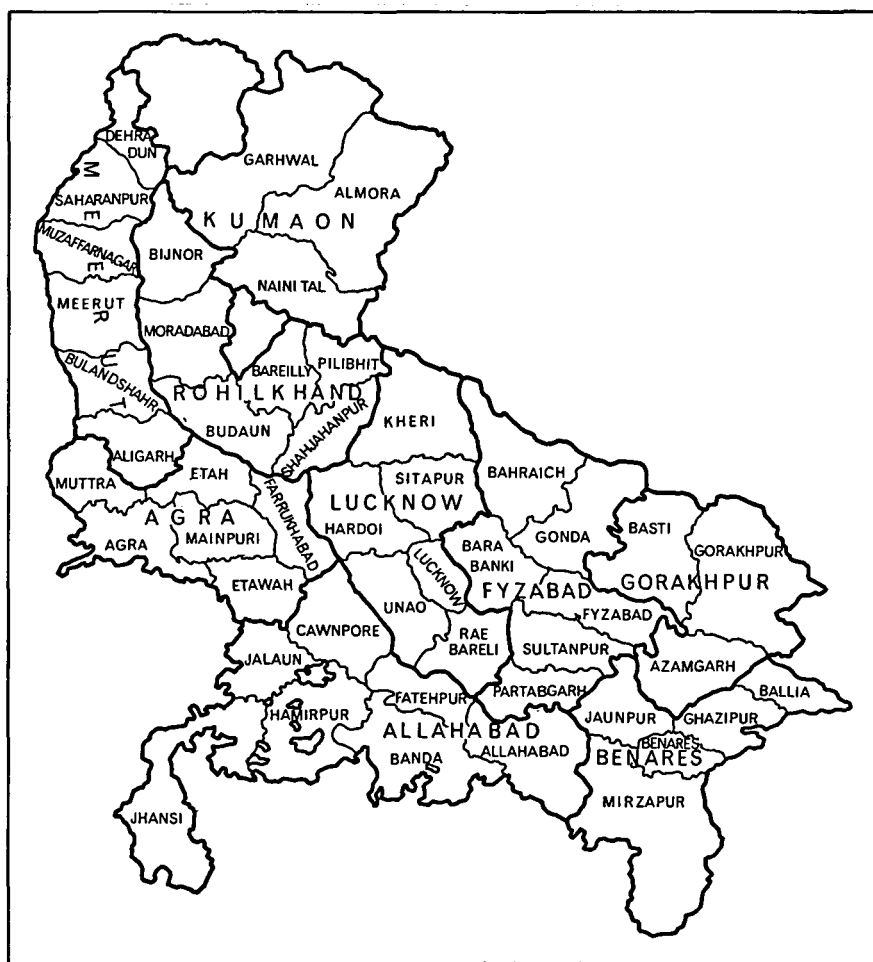 DEHRA
DUN
GARHWAL
ALMORA
SAHARANPUR
MEERUT
KUMAON
MUZAFFARNAGAR
BIJNOR
NAINI TAL
MEERUT
MORADABAD
BAREILLY
PILIBHIT
BULANDSHAHR
ROHILKHAND
SHAHJAHANPUR
BUDAUN
KHERI
ALIGARH
ETAH
MUTTRA
FARRUKHABAD
SITAPUR
BAHRAICH
LUCKNOW
AGRA
HARDOI
AGRA
MAINPURI
BARA
BANKI
GONDA
BASTI
GORAKHPUR
LUCKNOW
ETAWAH
FYZABAD
GORAKHPUR
UNAO
FYZABAD
CAWNPORE
RAE
BARELI
SULTANPUR
JALAUN
AZAMGARH
FATEHPUR
PARTABGARH
BALLIA
HAMIRPUR
JAUNPUR
GHAZIPUR
ALLAHABAD
BANDA
ALLAHABAD
BENARES
BENARES
MIRZAPUR
JHANSI